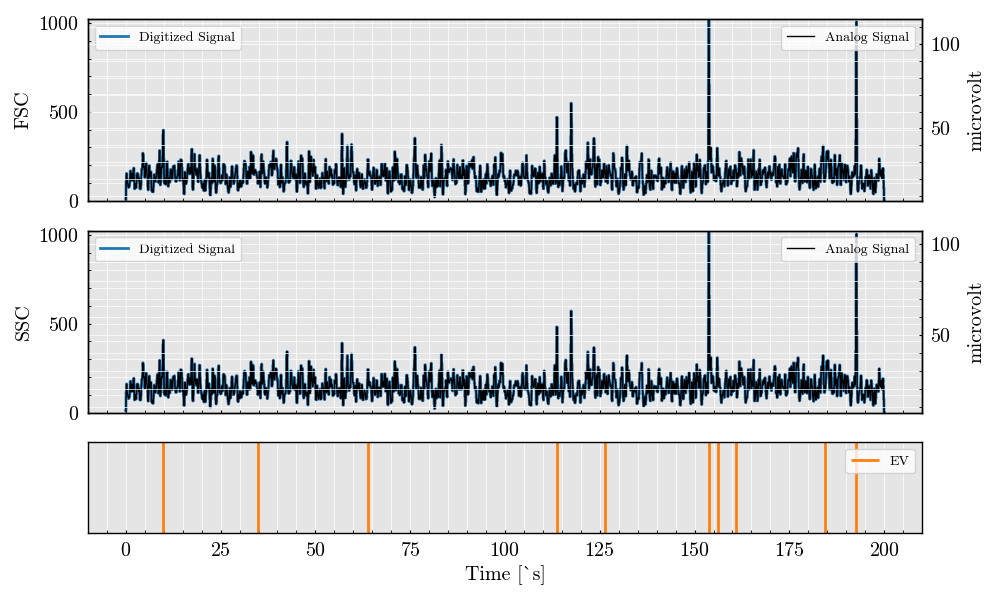 1000
Digitized Signal
Analog Signal
100
500
50
0
FSC
microvolt
1000
Digitized Signal
Analog Signal
100
500
50
0
SSC
microvolt
EV
0 25 50 75 100 125 150 175 200
Time [`s]